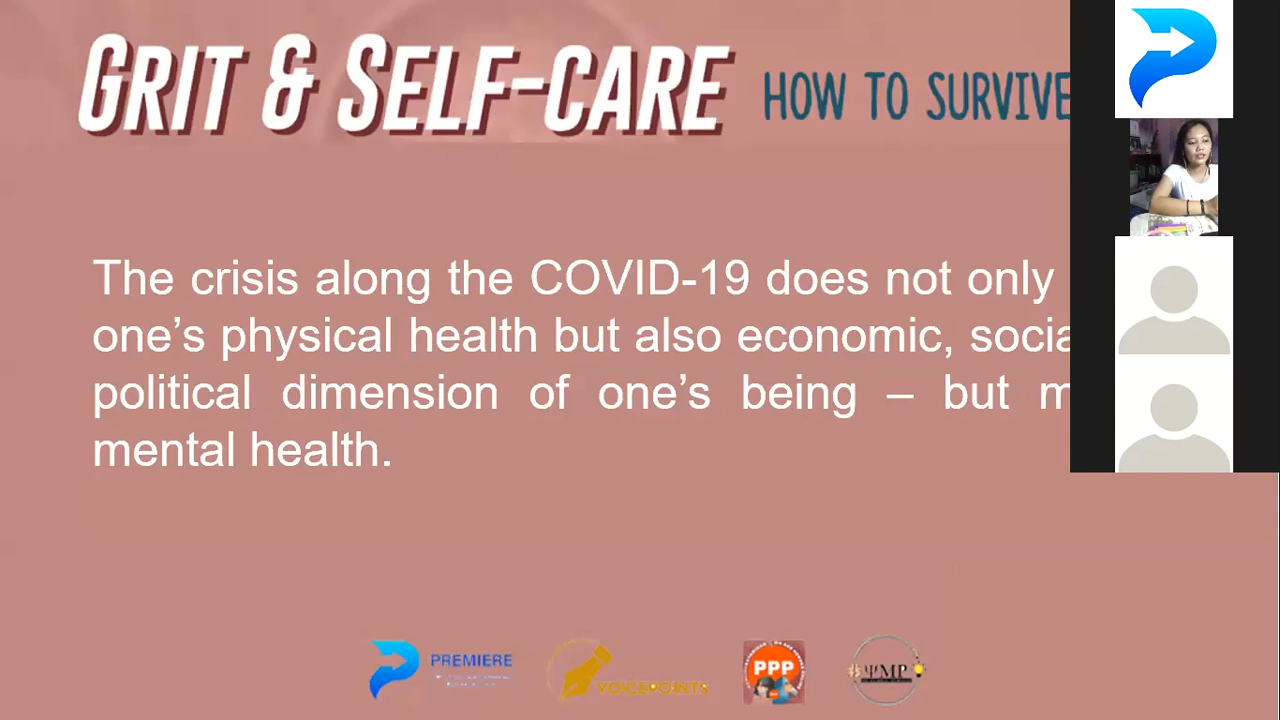 GRIT & SELF-CARE HOW TO SURVIVE
The crisis along the COVID-19 does not only
one’s physical health but also economic, socia
political dimension of one’s being – but m
mental health.
PREMIERE
VOICEPOINTS
PPP
ΨMP